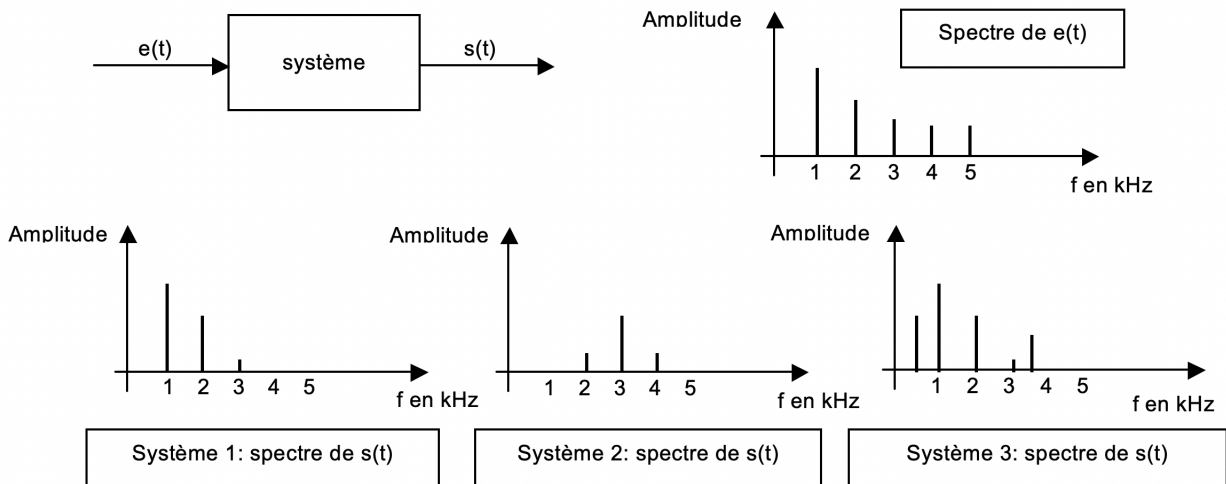 e(t)
système
s(t)
Amplitude
Spectre de e(t)
1 2 3 4 5
f en kHz
Amplitude
1 2 3 4 5
f en kHz
Système 1: spectre de s(t)
Amplitude
1 2 3 4 5
f en kHz
Système 2: spectre de s(t)
Amplitude
1 2 3 4 5
f en kHz
Système 3: spectre de s(t)